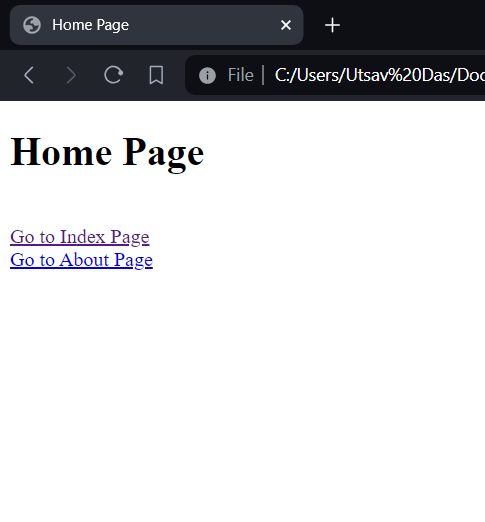 Home Page
File | C:/Users/Utsav%20Das/Doc
Home Page
Go to Index Page
Go to About Page